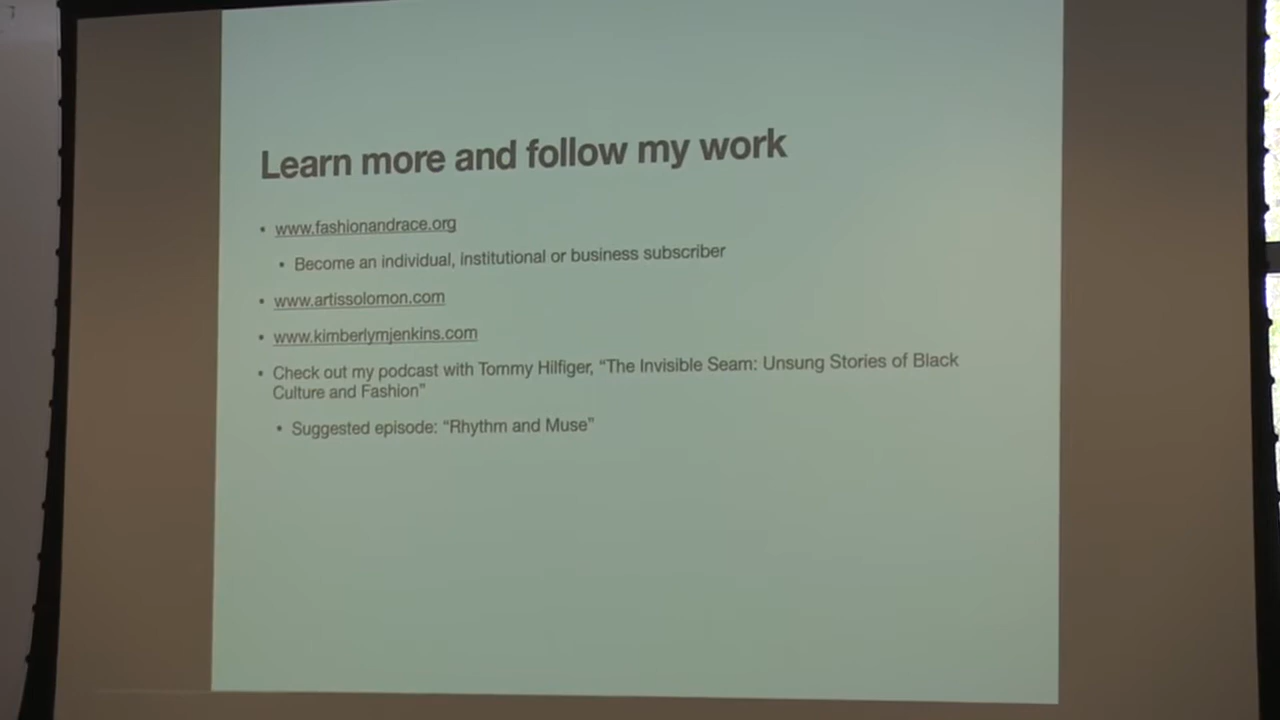 Learn more and follow my work
• www.fashionandrace.org
• Become an individual, institutional or business subscriber
• www.artissolomon.com
• www.kimberlymjenkins.com
• Check out my podcast with Tommy Hilfiger, “The Invisible Seam: Unsung Stories of Black
Culture and Fashion”
• Suggested episode: “Rhythm and Muse”